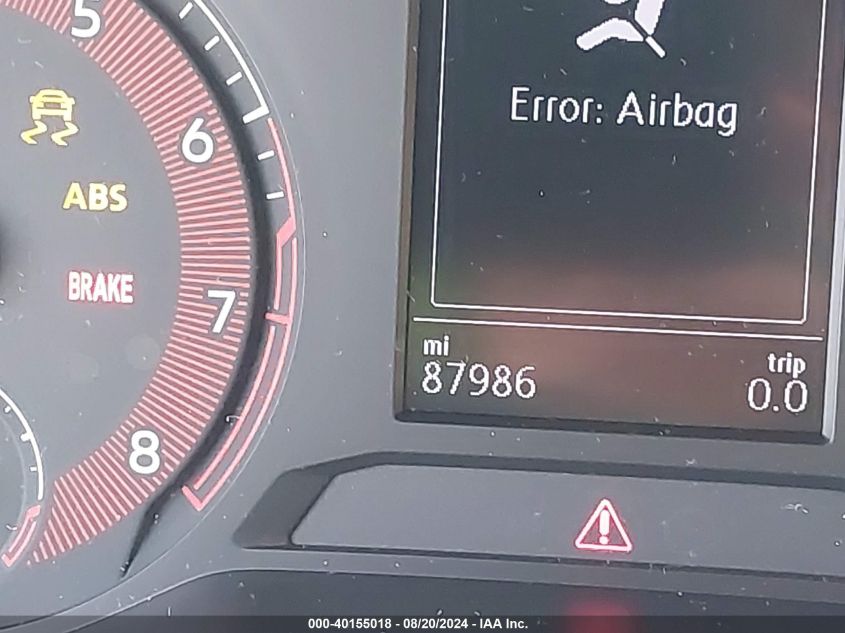 5
6
7
8
ABS
BRAKE
Error: Airbag
mi
87986
trip
0.0
000-40155018 - 08/20/2024 - IAA Inc.